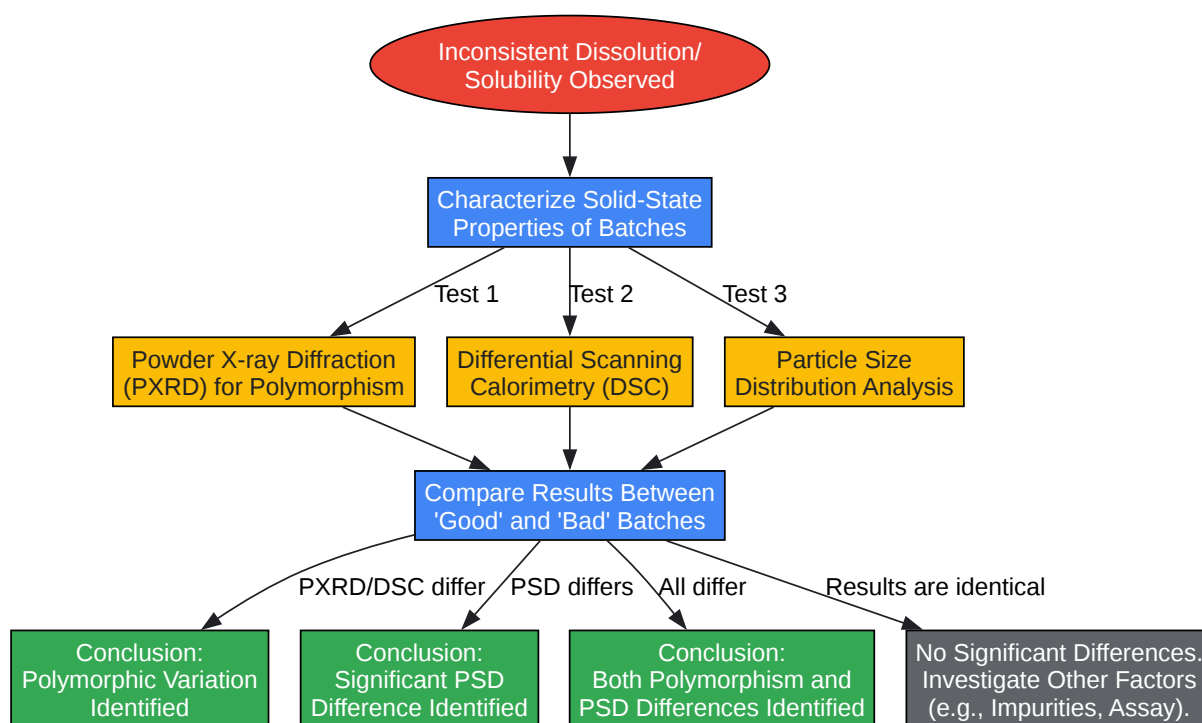 Inconsistent Dissolution/
Solubility Observed
Characterize Solid-State
Properties of Batches
Test 1
Test 2
Test 3
Powder X-ray Diffraction
(PXRD) for Polymorphism
Differential Scanning
Calorimetry (DSC)
Particle Size
Distribution Analysis
Compare Results Between
'Good' and 'Bad' Batches
PXRD/DSC differ
PSD differs
All differ
Results are identical
Conclusion:
Polymorphic Variation
Identified
Conclusion:
Significant PSD
Difference Identified
Conclusion:
Both Polymorphism and
PSD Differences Identified
No Significant Differences.
Investigate Other Factors
(e.g., Impurities, Assay).